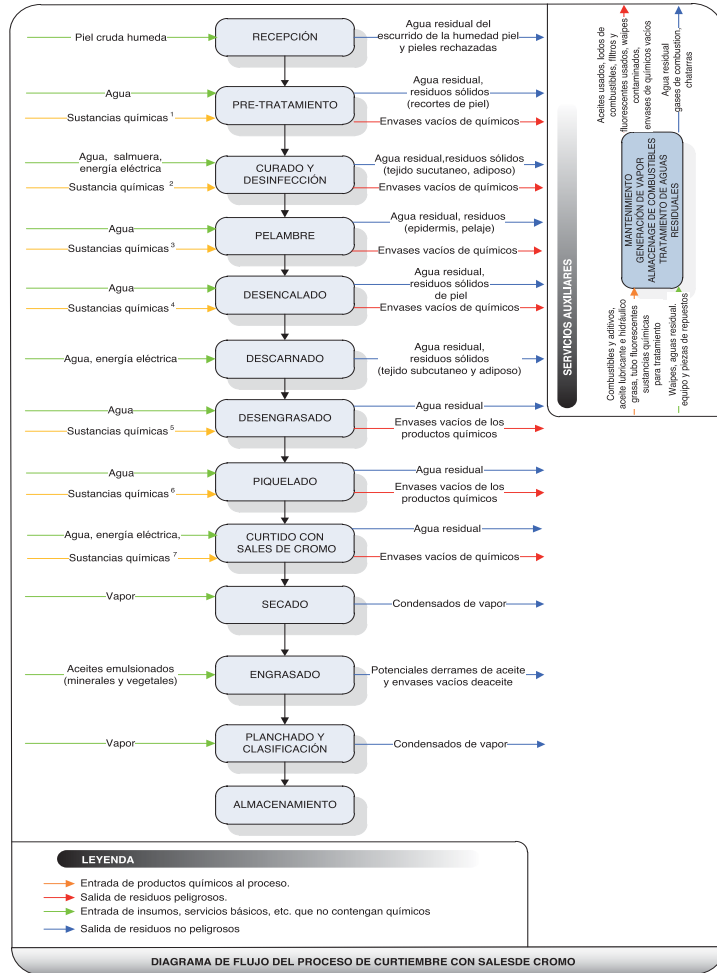 Piel cruda humeda
RECEPCIÓN
Agua residual del
escurrido de la humedad piel
y pieles rechazadas
Agua
Sustancias químicas 1
PRE-TRATAMIENTO
Agua residual,
residuos sólidos
(recortes de piel)
Envases vacíos de químicos
Agua, salmuera,
energía eléctrica
Sustancia químicas 2
CURADO Y
DESINFECCIÓN
Agua residual,residuos sólidos
(tejido sucutaneo, adiposo)
Envases vacíos de químicos
Agua
Sustancias químicas 3
PELAMBRE
Agua residual, residuos
(epidermis, pelaje)
Envases vacíos de químicos
Agua
Sustancias químicas 4
DESENCALADO
Agua residual,
residuos sólidos
de piel
Envases vacíos de químicos
Agua, energía eléctrica
DESCARNADO
Agua residual,
residuos sólidos
(tejido subcutaneo y adiposo)
Agua
Sustancias químicas 5
DESENGRASADO
Agua residual
Envases vacíos de los
productos químicos
Agua
Sustancias químicas 6
PIQUELADO
Agua residual
Envases vacíos de los
productos químicos
Agua, energía eléctrica,
Sustancias químicas 7
CURTIDO CON
SALES DE CROMO
Agua residual
Envases vacíos de químicos
Vapor
SECADO
Condensados de vapor
Aceites emulsionados
(minerales y vegetales)
ENGRASADO
Potenciales derrames de aceite
y envases vacíos deaceite
Vapor
PLANCHADO Y
CLASIFICACIÓN
Condensados de vapor
ALMACENAMIENTO
SERVICIOS AUXILIARES
Aceites usados, lodos de
combustibles, filtros y
fluorescentes usados, waipes
contaminados,
envases de químicos vacíos
Agua residual
gases de combustion,
chatarras
MANTENIMIENTO
GENERACIÓN DE VAPOR
ALMACENAGE DE COMBUSTIBLES
TRATAMIENTO DE AGUAS
RESIDUALES
Combustibles y aditivos,
aceite lubricante e hidráulico
grasa, tubo fluorescentes
sustancias químicas
para tratamiento
Waipes, aguas residual.
equipo y piezas de repuestos
LEYENDA
Entrada de productos químicos al proceso.
Salida de residuos peligrosos.
Entrada de insumos, servicios básicos, etc. que no contengan químicos
Salida de residuos no peligrosos
DIAGRAMA DE FLUJO DEL PROCESO DE CURTIEMBRE CON SALESDE CROMO